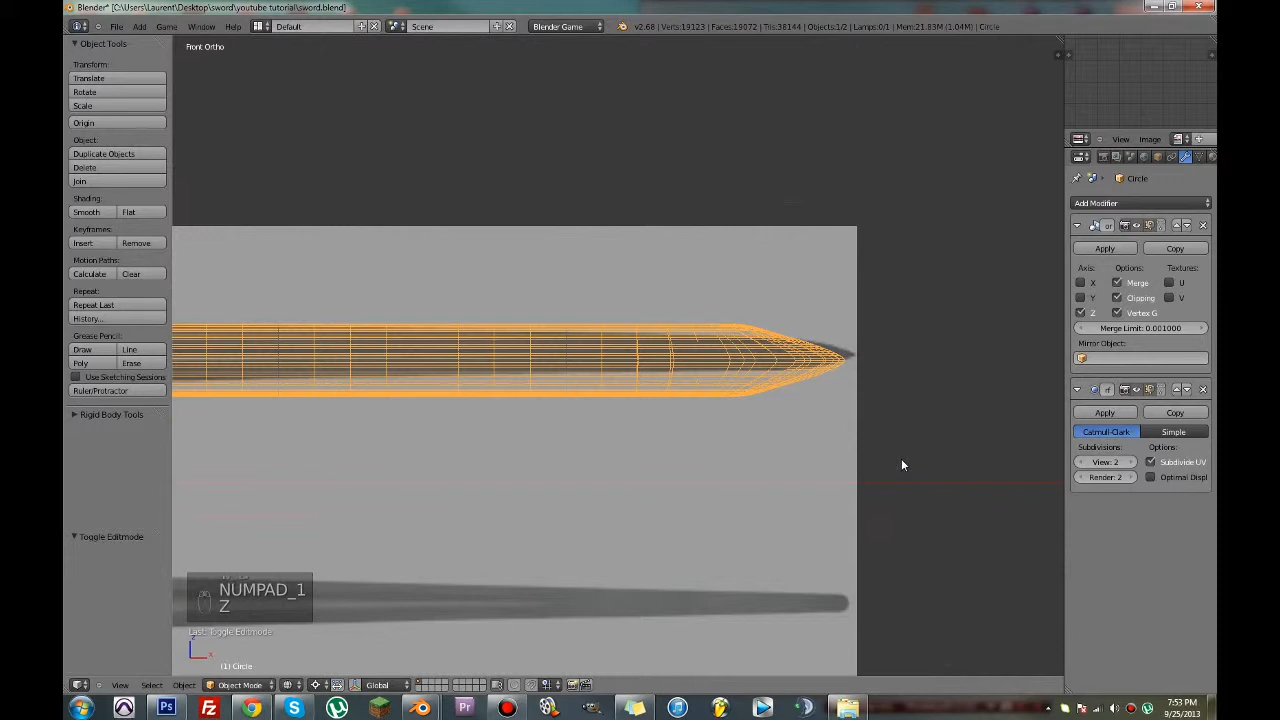 Blender* [C:\Users\Laurent\Desktop\sword\youtube tutorial\sword.blend]
File Add Game Window Help Default Scene Blender Game v2.68 | Verts:19123 | Faces:19072 | Tris:38144 | Objects:1/2 | Lamps:0/1 | Mem:21.83M (1.04M) | Circle
Object Tools
Front Ortho
Transform:
Translate
Rotate
Scale
Origin
Object:
Duplicate Objects
Delete
Join
Shading:
Smooth Flat
Keyframes:
Insert Remove
Motion Paths:
Calculate Clear
Repeat:
Repeat Last
History...
Grease Pencil:
Draw Line
Poly Erase
Use Sketching Sessions
Ruler/Protractor
Rigid Body Tools
Toggle Editmode
NUMPAD_1
Z
Last: Toggle Editmode
(1) Circle
View Image
Circle
Add Modifier
Apply Copy
Axis: Options: Textures:
X Merge U
Y Clipping V
Z Vertex G
Merge Limit: 0.001000
Mirror Object:
Apply Copy
Catmull-Clark Simple
Subdivisions: Options:
View: 2 Subdivide UV
Render: 2 Optimal Displ
View Select Object Object Mode Global
7:53 PM
9/25/2013